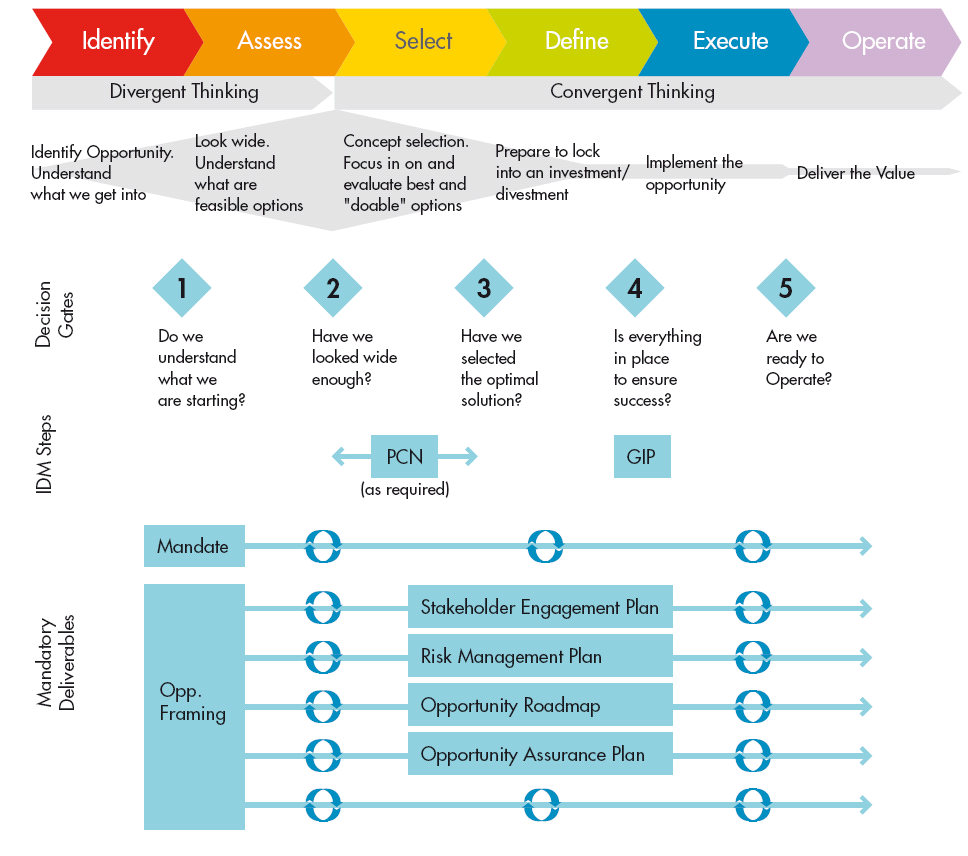 Identify
Assess
Select
Define
Execute
Operate
Divergent Thinking
Convergent Thinking
Identify Opportunity.
Understand
what we get into
Look wide.
Understand
what are
feasible options
Concept selection.
Focus in on and
evaluate best and
"doable" options
Prepare to lock
into an investment/
divestment
Implement the
opportunity
Deliver the Value
Decision
Gates
1
2
3
4
5
Do we
understand
what we
are starting?
Have we
looked wide
enough?
Have we
selected
the optimal
solution?
Is everything
in place
to ensure
success?
Are we
ready to
Operate?
IDM Steps
PCN
(as required)
GIP
Mandatory
Deliverables
Mandate
Opp.
Framing
Stakeholder Engagement Plan
Risk Management Plan
Opportunity Roadmap
Opportunity Assurance Plan